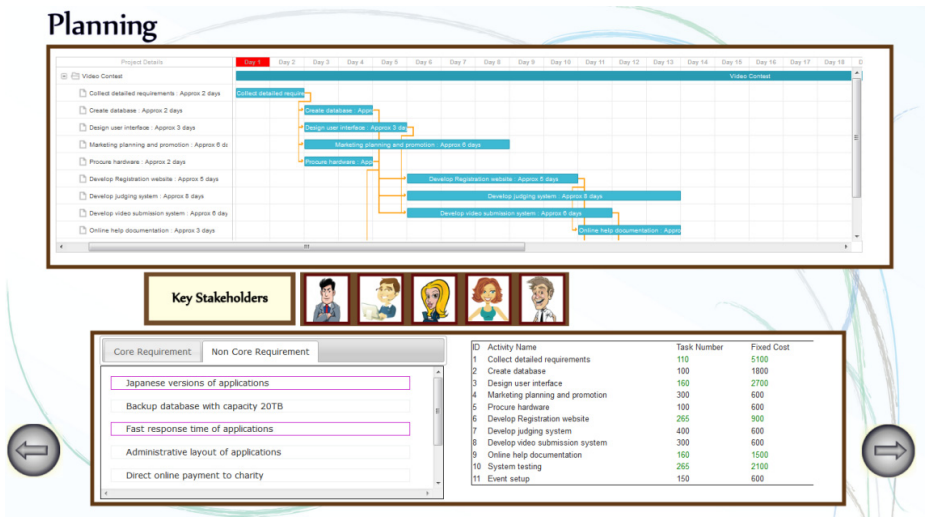 Planning
Project Details Day 1 Day 2 Day 3 Day 4 Day 5 Day 6 Day 7 Day 8 Day 9 Day 10 Day 11 Day 12 Day 13 Day 14 Day 15 Day 16 Day 17 Day 18 D
Video Contest Video Contest
Collect detailed requirements : Approx 2 days Collect detailed require
Create database : Approx 2 days Create database : Appr
Design user interface : Approx 3 days Design user interface : Approx 3 da
Marketing planning and promotion : Approx 6 da Marketing planning and promotion : Approx 6 days
Procure hardware : Approx 2 days Procure hardware : App
Develop Registration website : Approx 5 days Develop Registration website : Approx 5 days
Develop judging system : Approx 8 days Develop judging system : Approx 8 days
Develop video submission system : Approx 6 day Develop video submission system : Approx 6 days
Online help documentation : Approx 3 days Online help documentation : Appro
Key Stakeholders
Core Requirement Non Core Requirement
Japanese versions of applications
Backup database with capacity 20TB
Fast response time of applications
Administrative layout of applications
Direct online payment to charity
ID Activity Name Task Number Fixed Cost
1 Collect detailed requirements 110 5100
2 Create database 100 1800
3 Design user interface 160 2700
4 Marketing planning and promotion 300 600
5 Procure hardware 100 600
6 Develop Registration website 265 900
7 Develop judging system 400 600
8 Develop video submission system 300 600
9 Online help documentation 160 1500
10 System testing 265 2100
11 Event setup 150 600